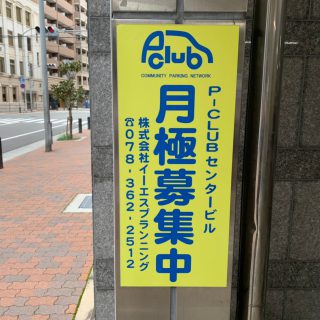 P-club
COMMUNITY PARKING NETWORK
P-CLUBセンタービル
月極募集中
株式会社イーエスプランニング
☎078-362-2512